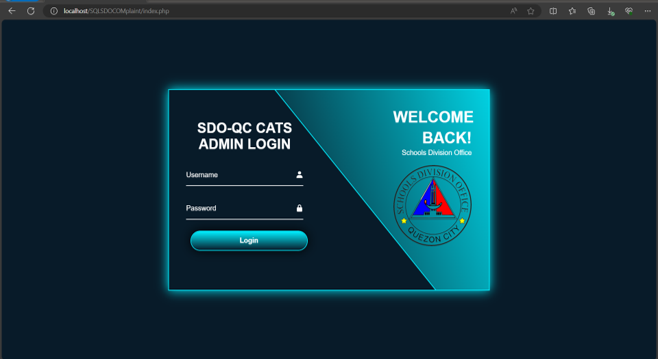 localhost/SQLSDOCOMplaint/index.php
SDO-QC CATS
ADMIN LOGIN
Username
Password
Login
WELCOME
BACK!
Schools Division Office
SCHOOLS DIVISION OFFICE
QUEZON CITY